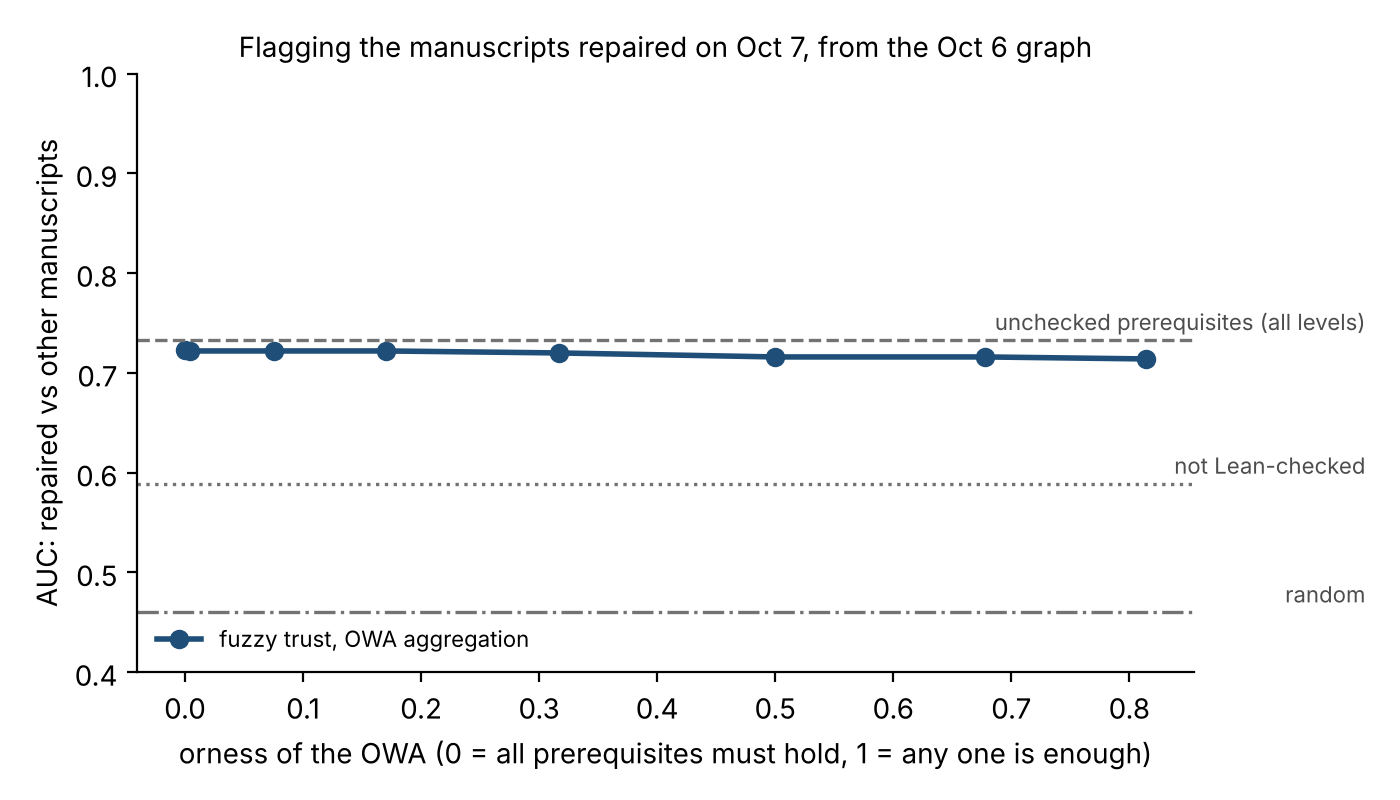 Flagging the manuscripts repaired on Oct 7, from the Oct 6 graph
AUC: repaired vs other manuscripts
1.0
0.9
0.8
0.7
0.6
0.5
0.4
unchecked prerequisites (all levels)
not Lean-checked
random
fuzzy trust, OWA aggregation
0.0 0.1 0.2 0.3 0.4 0.5 0.6 0.7 0.8
orness of the OWA (0 = all prerequisites must hold, 1 = any one is enough)